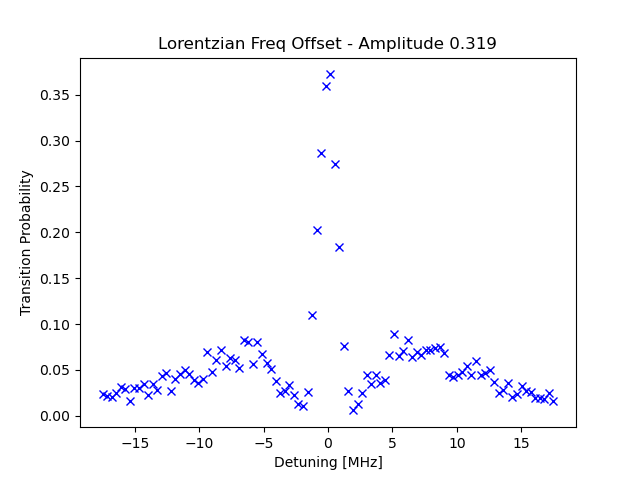 Lorentzian Freq Offset - Amplitude 0.319
Transition Probability
0.35
0.30
0.25
0.20
0.15
0.10
0.05
0.00
−15 −10 −5 0 5 10 15
Detuning [MHz]